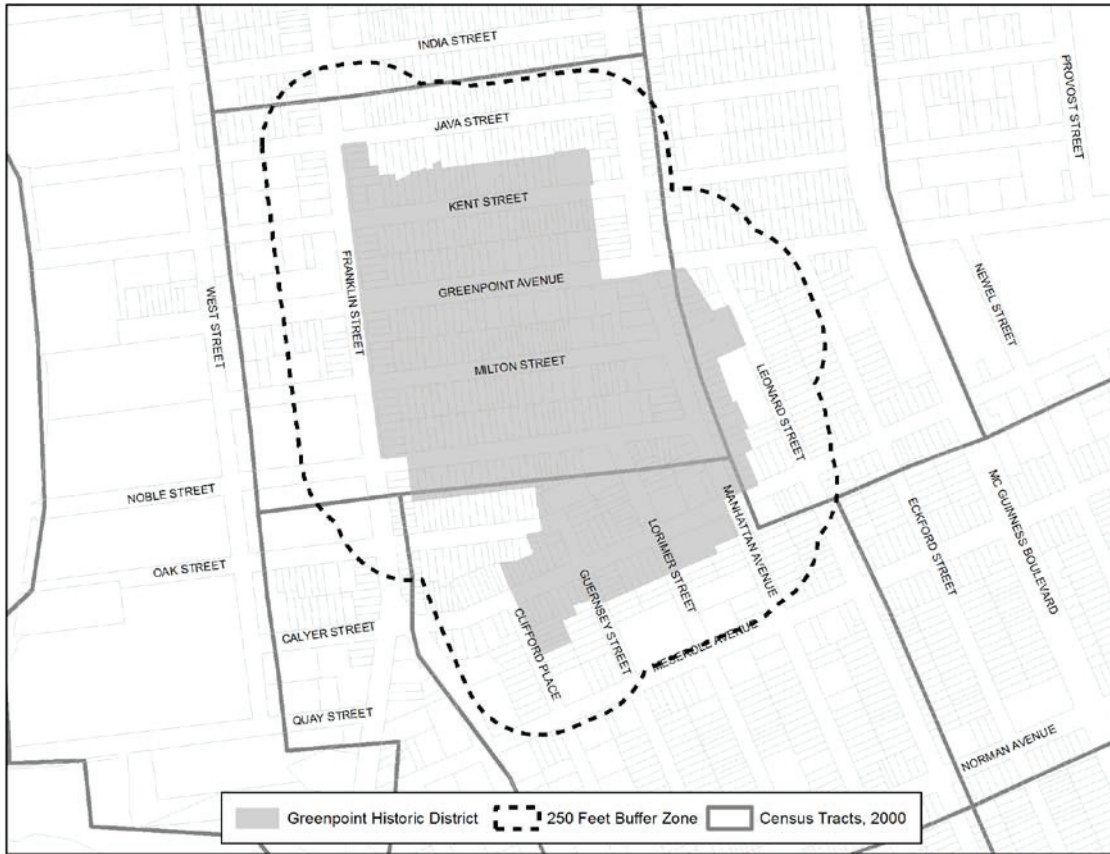 INDIA STREET
PROVOST STREET
JAVA STREET
KENT STREET
FRANKLIN STREET
GREENPOINT AVENUE
NEWEL STREET
WEST STREET
MILTON STREET
LEONARD STREET
NOBLE STREET
MANHATTAN AVENUE
MC GUINNESS BOULEVARD
ECKFORD STREET
LORIMER STREET
OAK STREET
GUERNSEY STREET
CLIFFORD PLACE
CALYER STREET
MESEROLE AVENUE
QUAY STREET
NORMAN AVENUE
Greenpoint Historic District
250 Feet Buffer Zone
Census Tracts, 2000